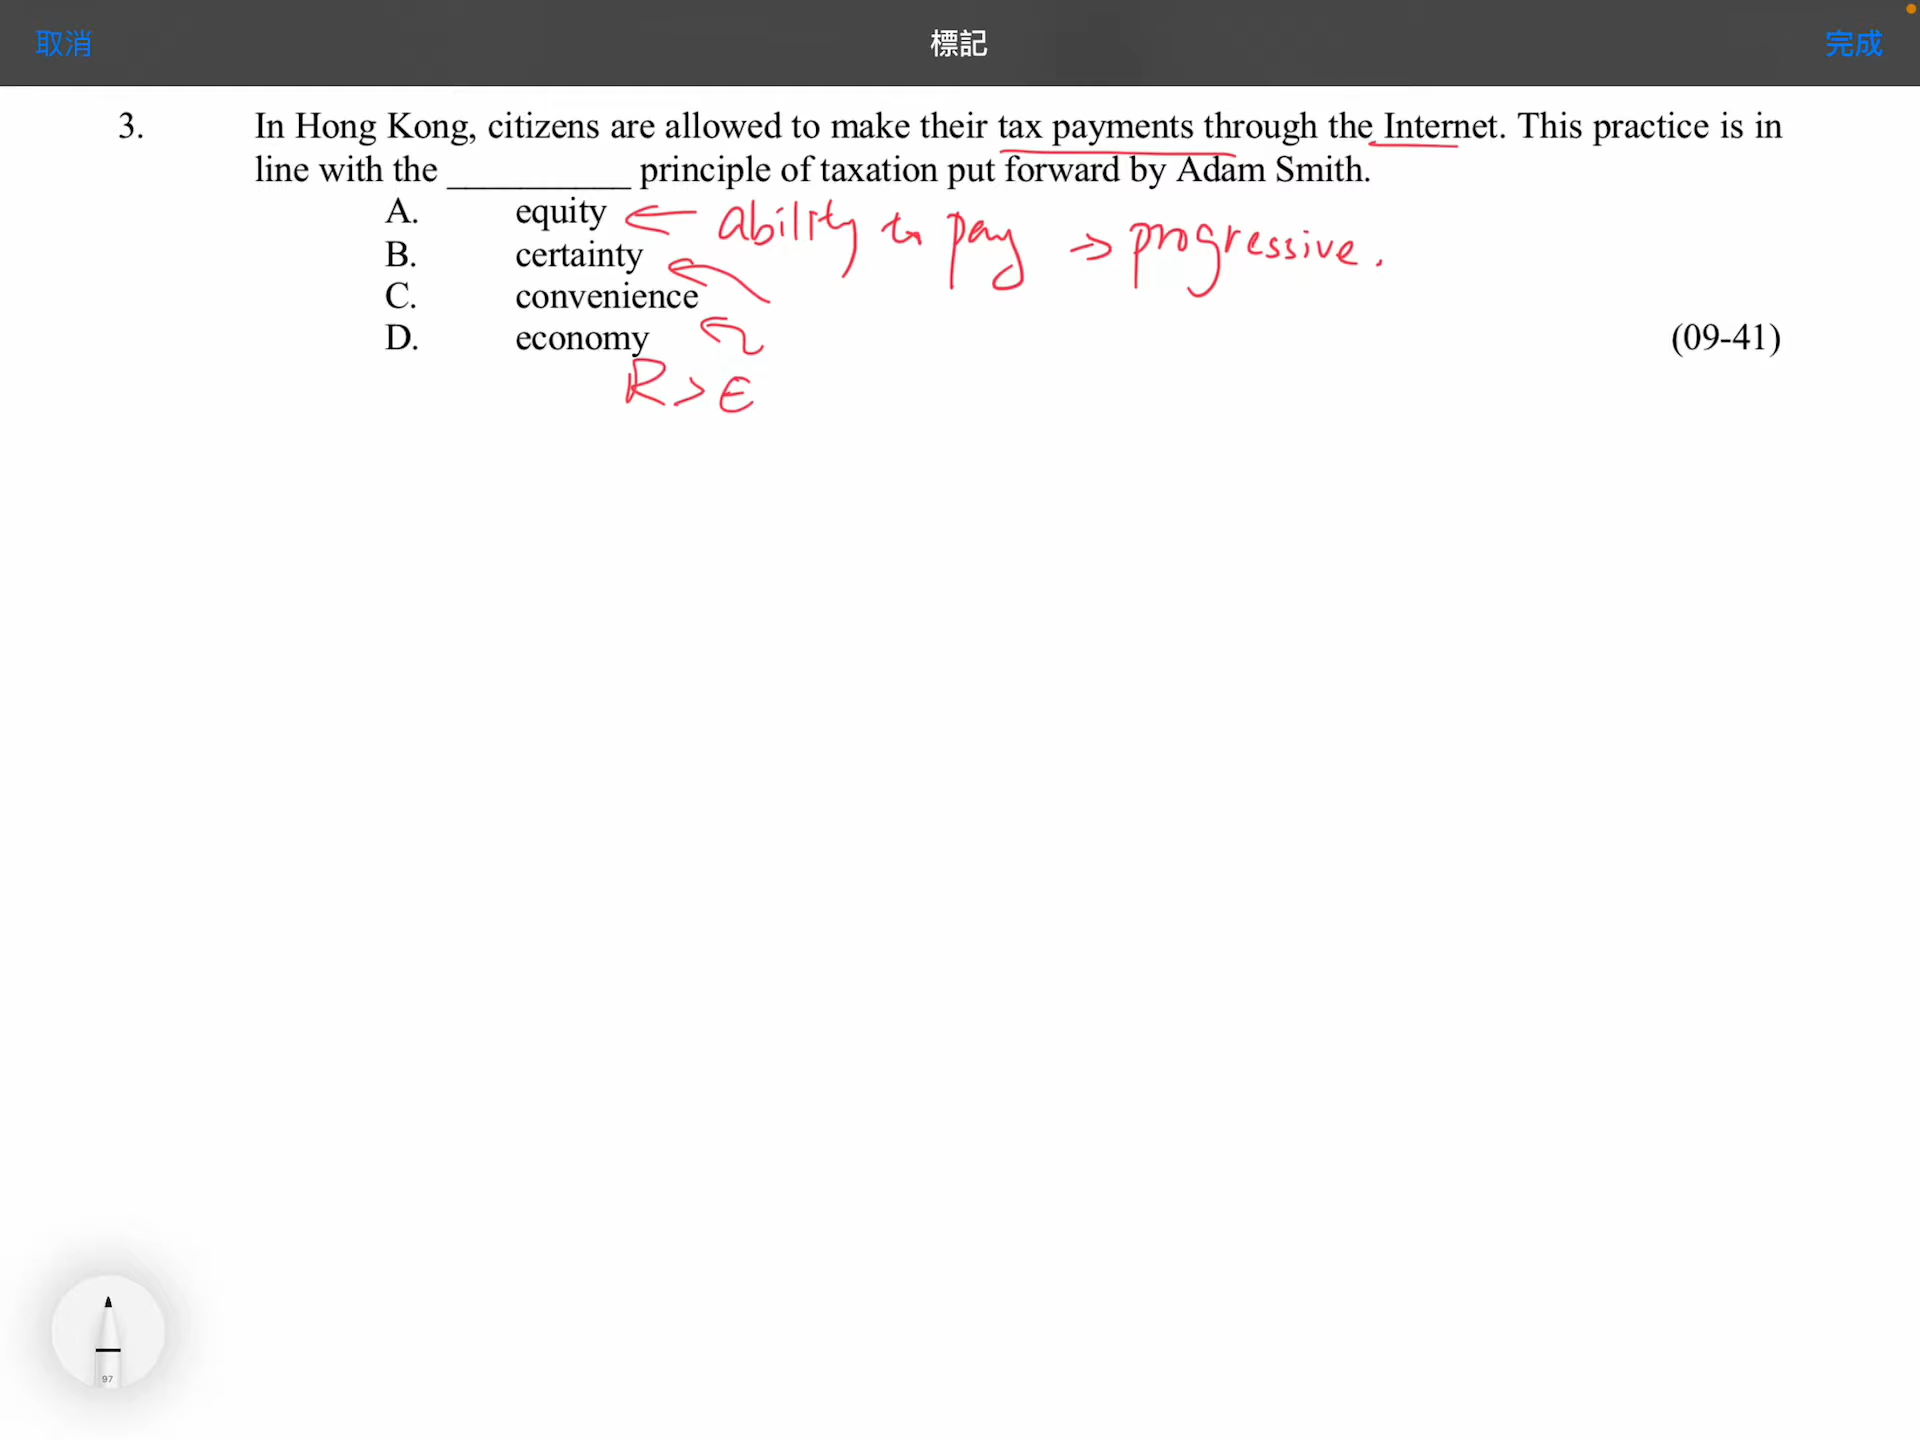 取消 標記 完成
3. In Hong Kong, citizens are allowed to make their tax payments through the Internet. This practice is in
line with the __________ principle of taxation put forward by Adam Smith.
A. equity ← ability to pay → progressive.
B. certainty
C. convenience
D. economy (09-41)
R > E
97